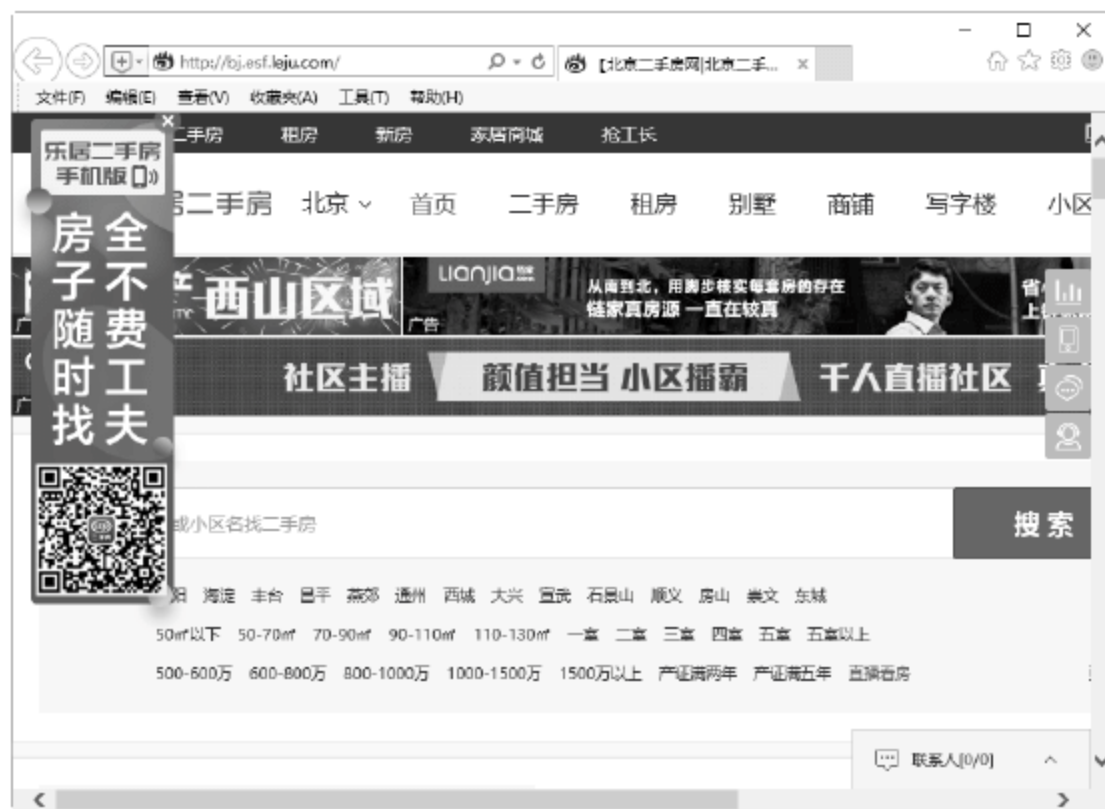 http://bj.esf.leju.com/
【北京二手房网|北京二手...
文件(F) 编辑(E) 查看(V) 收藏夹(A) 工具(T) 帮助(H)
二手房 租房 新房 家居商城 抢工长
乐居二手房
手机版
房子随时找
全不费工夫
居二手房 北京 首页 二手房 租房 别墅 商铺 写字楼 小区
西山区域
LIANJIA 链家
从南到北，用脚步核实每套房的存在
链家真房源 一直在较真
广告
社区主播 颜值担当 小区播霸 千人直播社区
或小区名找二手房
搜索
阳 海淀 丰台 昌平 燕郊 通州 西城 大兴 宣武 石景山 顺义 房山 崇文 东城
50㎡以下 50-70㎡ 70-90㎡ 90-110㎡ 110-130㎡ 一室 二室 三室 四室 五室 五室以上
500-600万 600-800万 800-1000万 1000-1500万 1500万以上 产证满两年 产证满五年 直播看房
联系人[0/0]